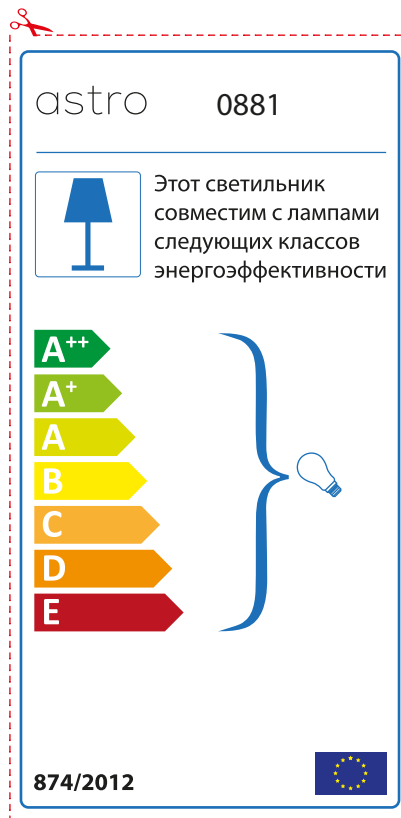 astro 0881
Этот светильник
совместим с лампами
следующих классов
энергоэффективности
A++
A+
A
B
C
D
E
874/2012